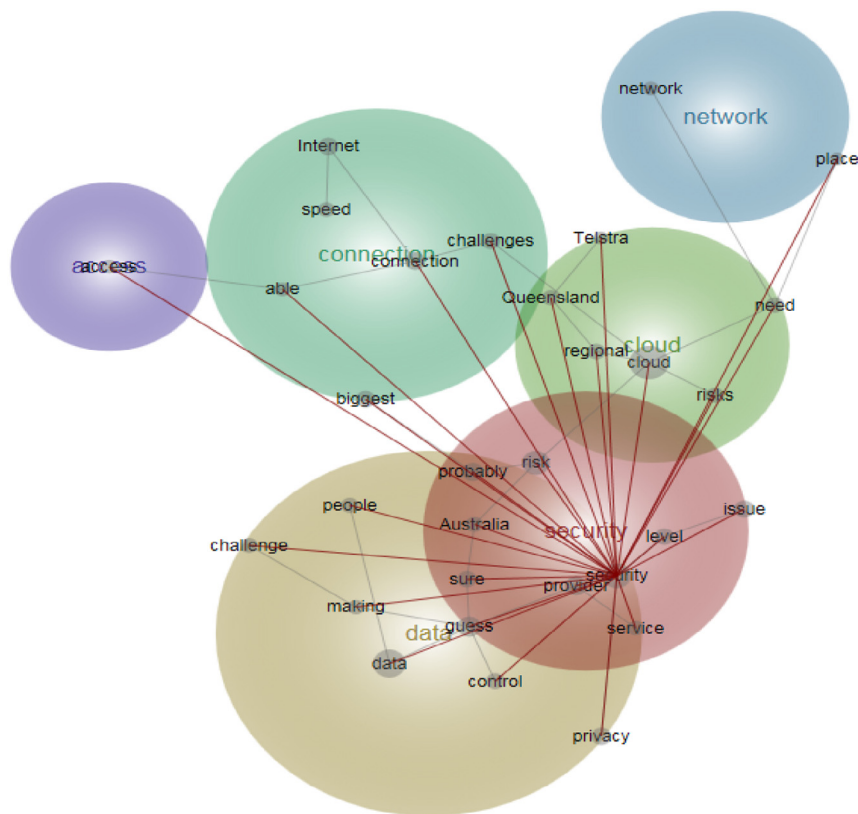 network
network
Internet
place
speed
Telstra
challenges
connection
connection
access
access
able
Queensland
need
cloud
regional
cloud
biggest
risks
risk
probably
people
issue
Australia
security
level
challenge
security
sure
provider
making
guess
service
data
data
control
privacy